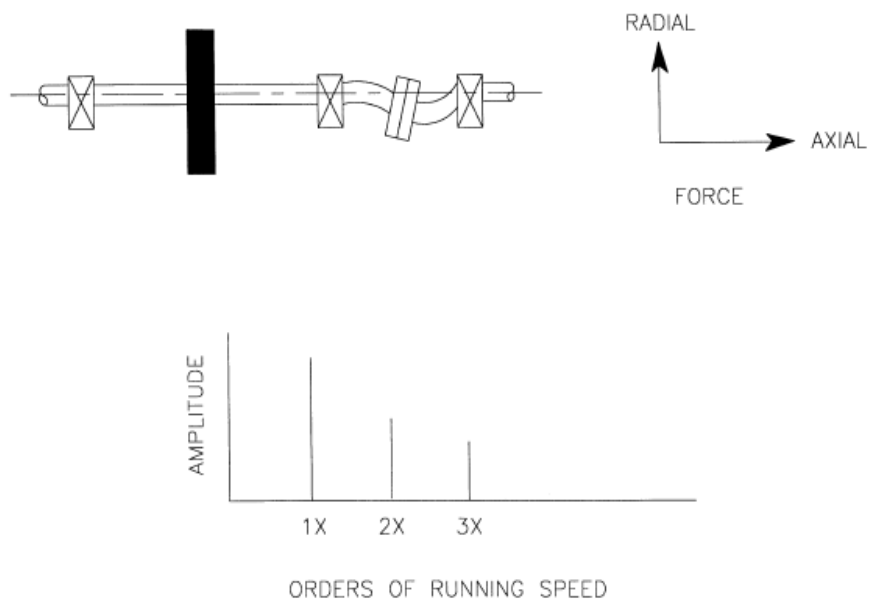 RADIAL
AXIAL
FORCE
AMPLITUDE
1X 2X 3X
ORDERS OF RUNNING SPEED